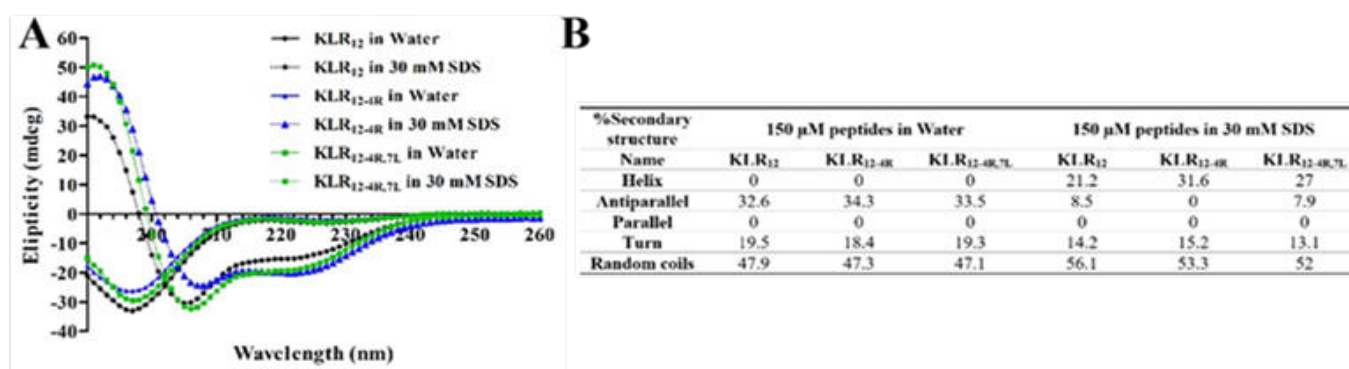 A
B
60
50
40
30
20
10
0
-10
-20
-30
-40
Elipticity (mdeg)
KLR12 in Water
KLR12 in 30 mM SDS
KLR12-4R in Water
KLR12-4R in 30 mM SDS
KLR12-4R,7L in Water
KLR12-4R,7L in 30 mM SDS
200 210 220 230 240 250 260
Wavelength (nm)
%Secondary structure 150 µM peptides in Water 150 µM peptides in 30 mM SDS
Name KLR12 KLR12-4R KLR12-4R,7L KLR12 KLR12-4R KLR12-4R,7L
Helix 0 0 0 21.2 31.6 27
Antiparallel 32.6 34.3 33.5 8.5 0 7.9
Parallel 0 0 0 0 0 0
Turn 19.5 18.4 19.3 14.2 15.2 13.1
Random coils 47.9 47.3 47.1 56.1 53.3 52